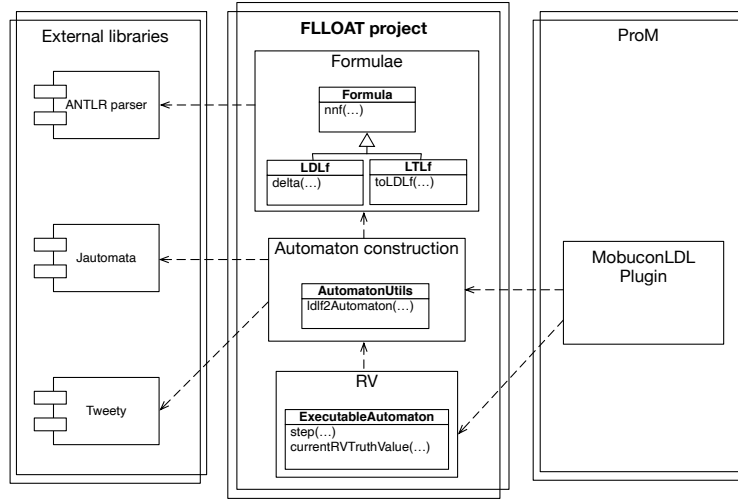 External libraries
ANTLR parser
Jautomata
Tweety
FLLOAT project
Formulae
Formula
nnf(...)
LDLf
delta(...)
LTLf
toLDLf(...)
Automaton construction
AutomatonUtils
ldlf2Automaton(...)
RV
ExecutableAutomaton
step(...)
currentRVTruthValue(...)
ProM
MobuconLDL
Plugin